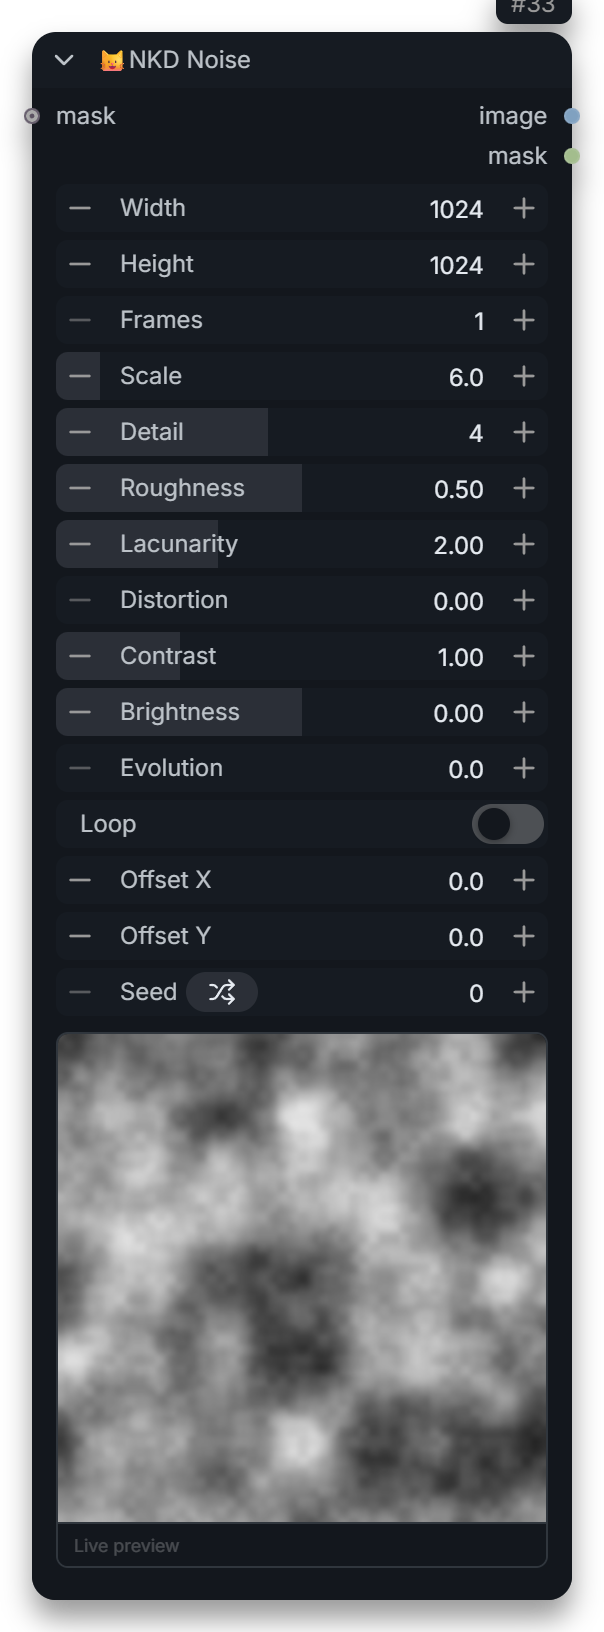 #33
NKD Noise
mask image
mask
Width 1024
Height 1024
Frames 1
Scale 6.0
Detail 4
Roughness 0.50
Lacunarity 2.00
Distortion 0.00
Contrast 1.00
Brightness 0.00
Evolution 0.0
Loop
Offset X 0.0
Offset Y 0.0
Seed 0
Live preview